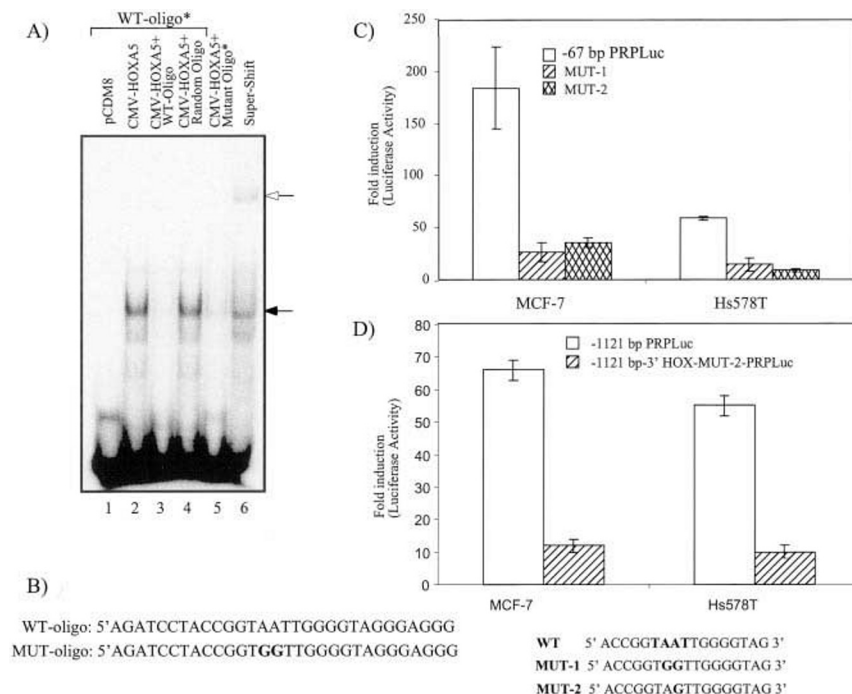 A)
WT-oligo*
pCDM8
CMV-HOXA5
CMV-HOXA5+
WT-Oligo
CMV-HOXA5+
Random Oligo
CMV-HOXA5+
Mutant Oligo*
Super-Shift
1 2 3 4 5 6
B)
WT-oligo: 5’AGATCCTACCGGTAATTGGGGTAGGGAGGG
MUT-oligo: 5’AGATCCTACCGGTGGTTGGGGTAGGGAGGG
C)
Fold induction
(Luciferase Activity)
250
200
150
100
50
0
-67 bp PRPLuc
MUT-1
MUT-2
MCF-7 Hs578T
D)
Fold induction
(Luciferase Activity)
80
70
60
50
40
30
20
10
0
-1121 bp PRPLuc
-1121 bp-3’ HOX-MUT-2-PRPLuc
MCF-7 Hs578T
WT 5’ ACCGGTAATTGGGGTAG 3’
MUT-1 5’ ACCGGTGGTTGGGGTAG 3’
MUT-2 5’ ACCGGTAGTTGGGGTAG 3’